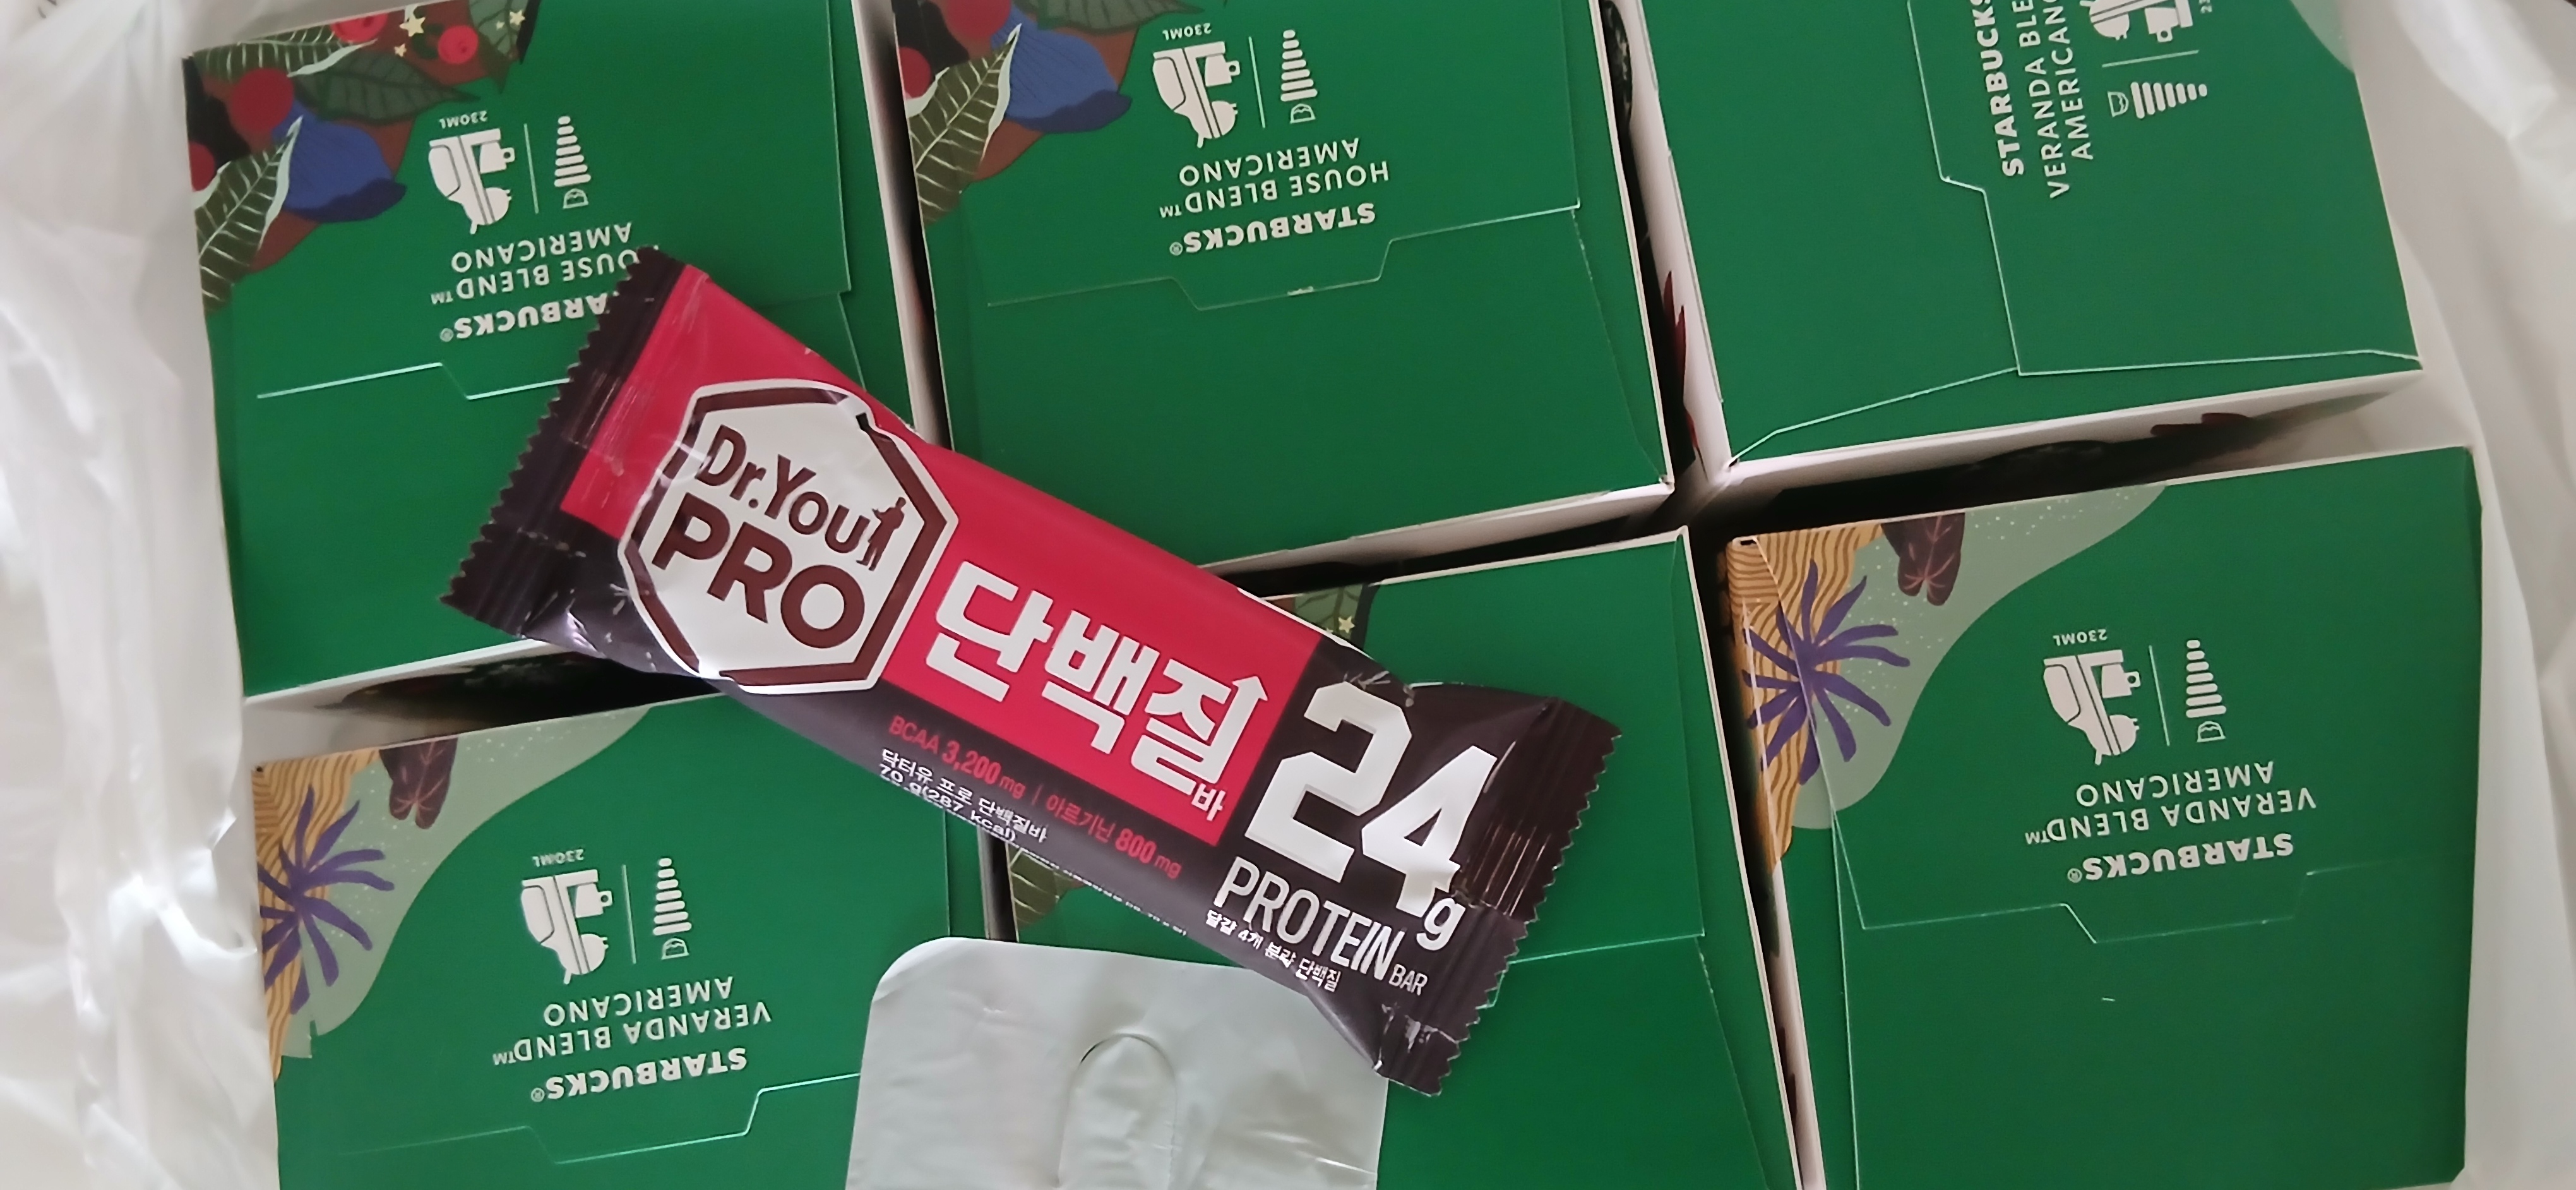 230ML
STARBUCKS®
HOUSE BLEND™
AMERICANO
230ML
STARBUCKS®
HOUSE BLEND™
AMERICANO
STARBUCKS
VERANDA
AMERICANO
Dr.You
PRO
단백질바
BCAA 3,200mg | 아르기닌 800mg
닥터유 프로 단백질바
70 g(287 kcal)
24g
PROTEIN BAR
달걀 4개 분량 단백질
STARBUCKS®
VERANDA BLEND™
AMERICANO
230ML
STARBUCKS®
VERANDA BLEND™
AMERICANO
230ML